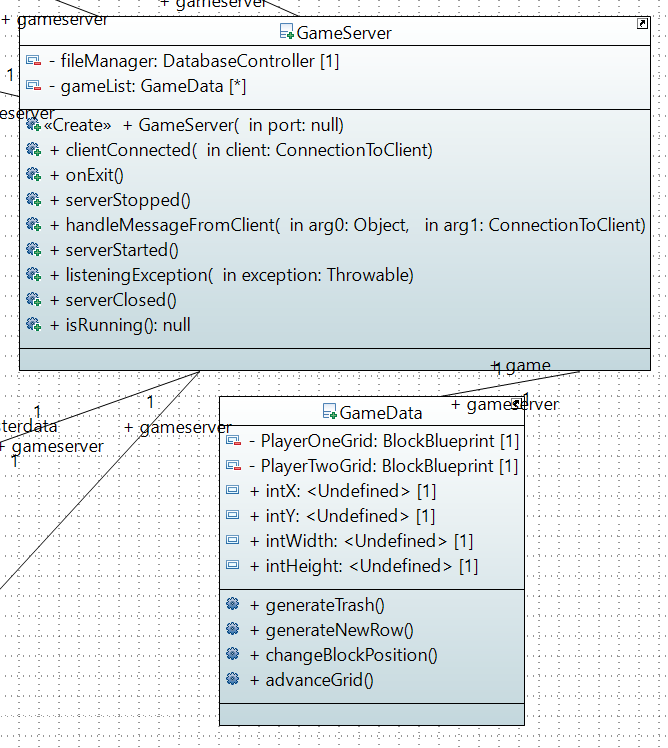 + gameserver
+ gameserver
GameServer
1
- fileManager: DatabaseController [1]
- gameList: GameData [*]
eserver
«Create» + GameServer( in port: null)
+ clientConnected( in client: ConnectionToClient)
+ onExit()
+ serverStopped()
+ handleMessageFromClient( in arg0: Object, in arg1: ConnectionToClient)
+ serverStarted()
+ listeningException( in exception: Throwable)
+ serverClosed()
+ isRunning(): null
+ game
1
1
+ gameserver
1
1
sterdata
+ gameserver
+ gameserver
1
GameData
- PlayerOneGrid: BlockBlueprint [1]
- PlayerTwoGrid: BlockBlueprint [1]
+ intX: <Undefined> [1]
+ intY: <Undefined> [1]
+ intWidth: <Undefined> [1]
+ intHeight: <Undefined> [1]
+ generateTrash()
+ generateNewRow()
+ changeBlockPosition()
+ advanceGrid()